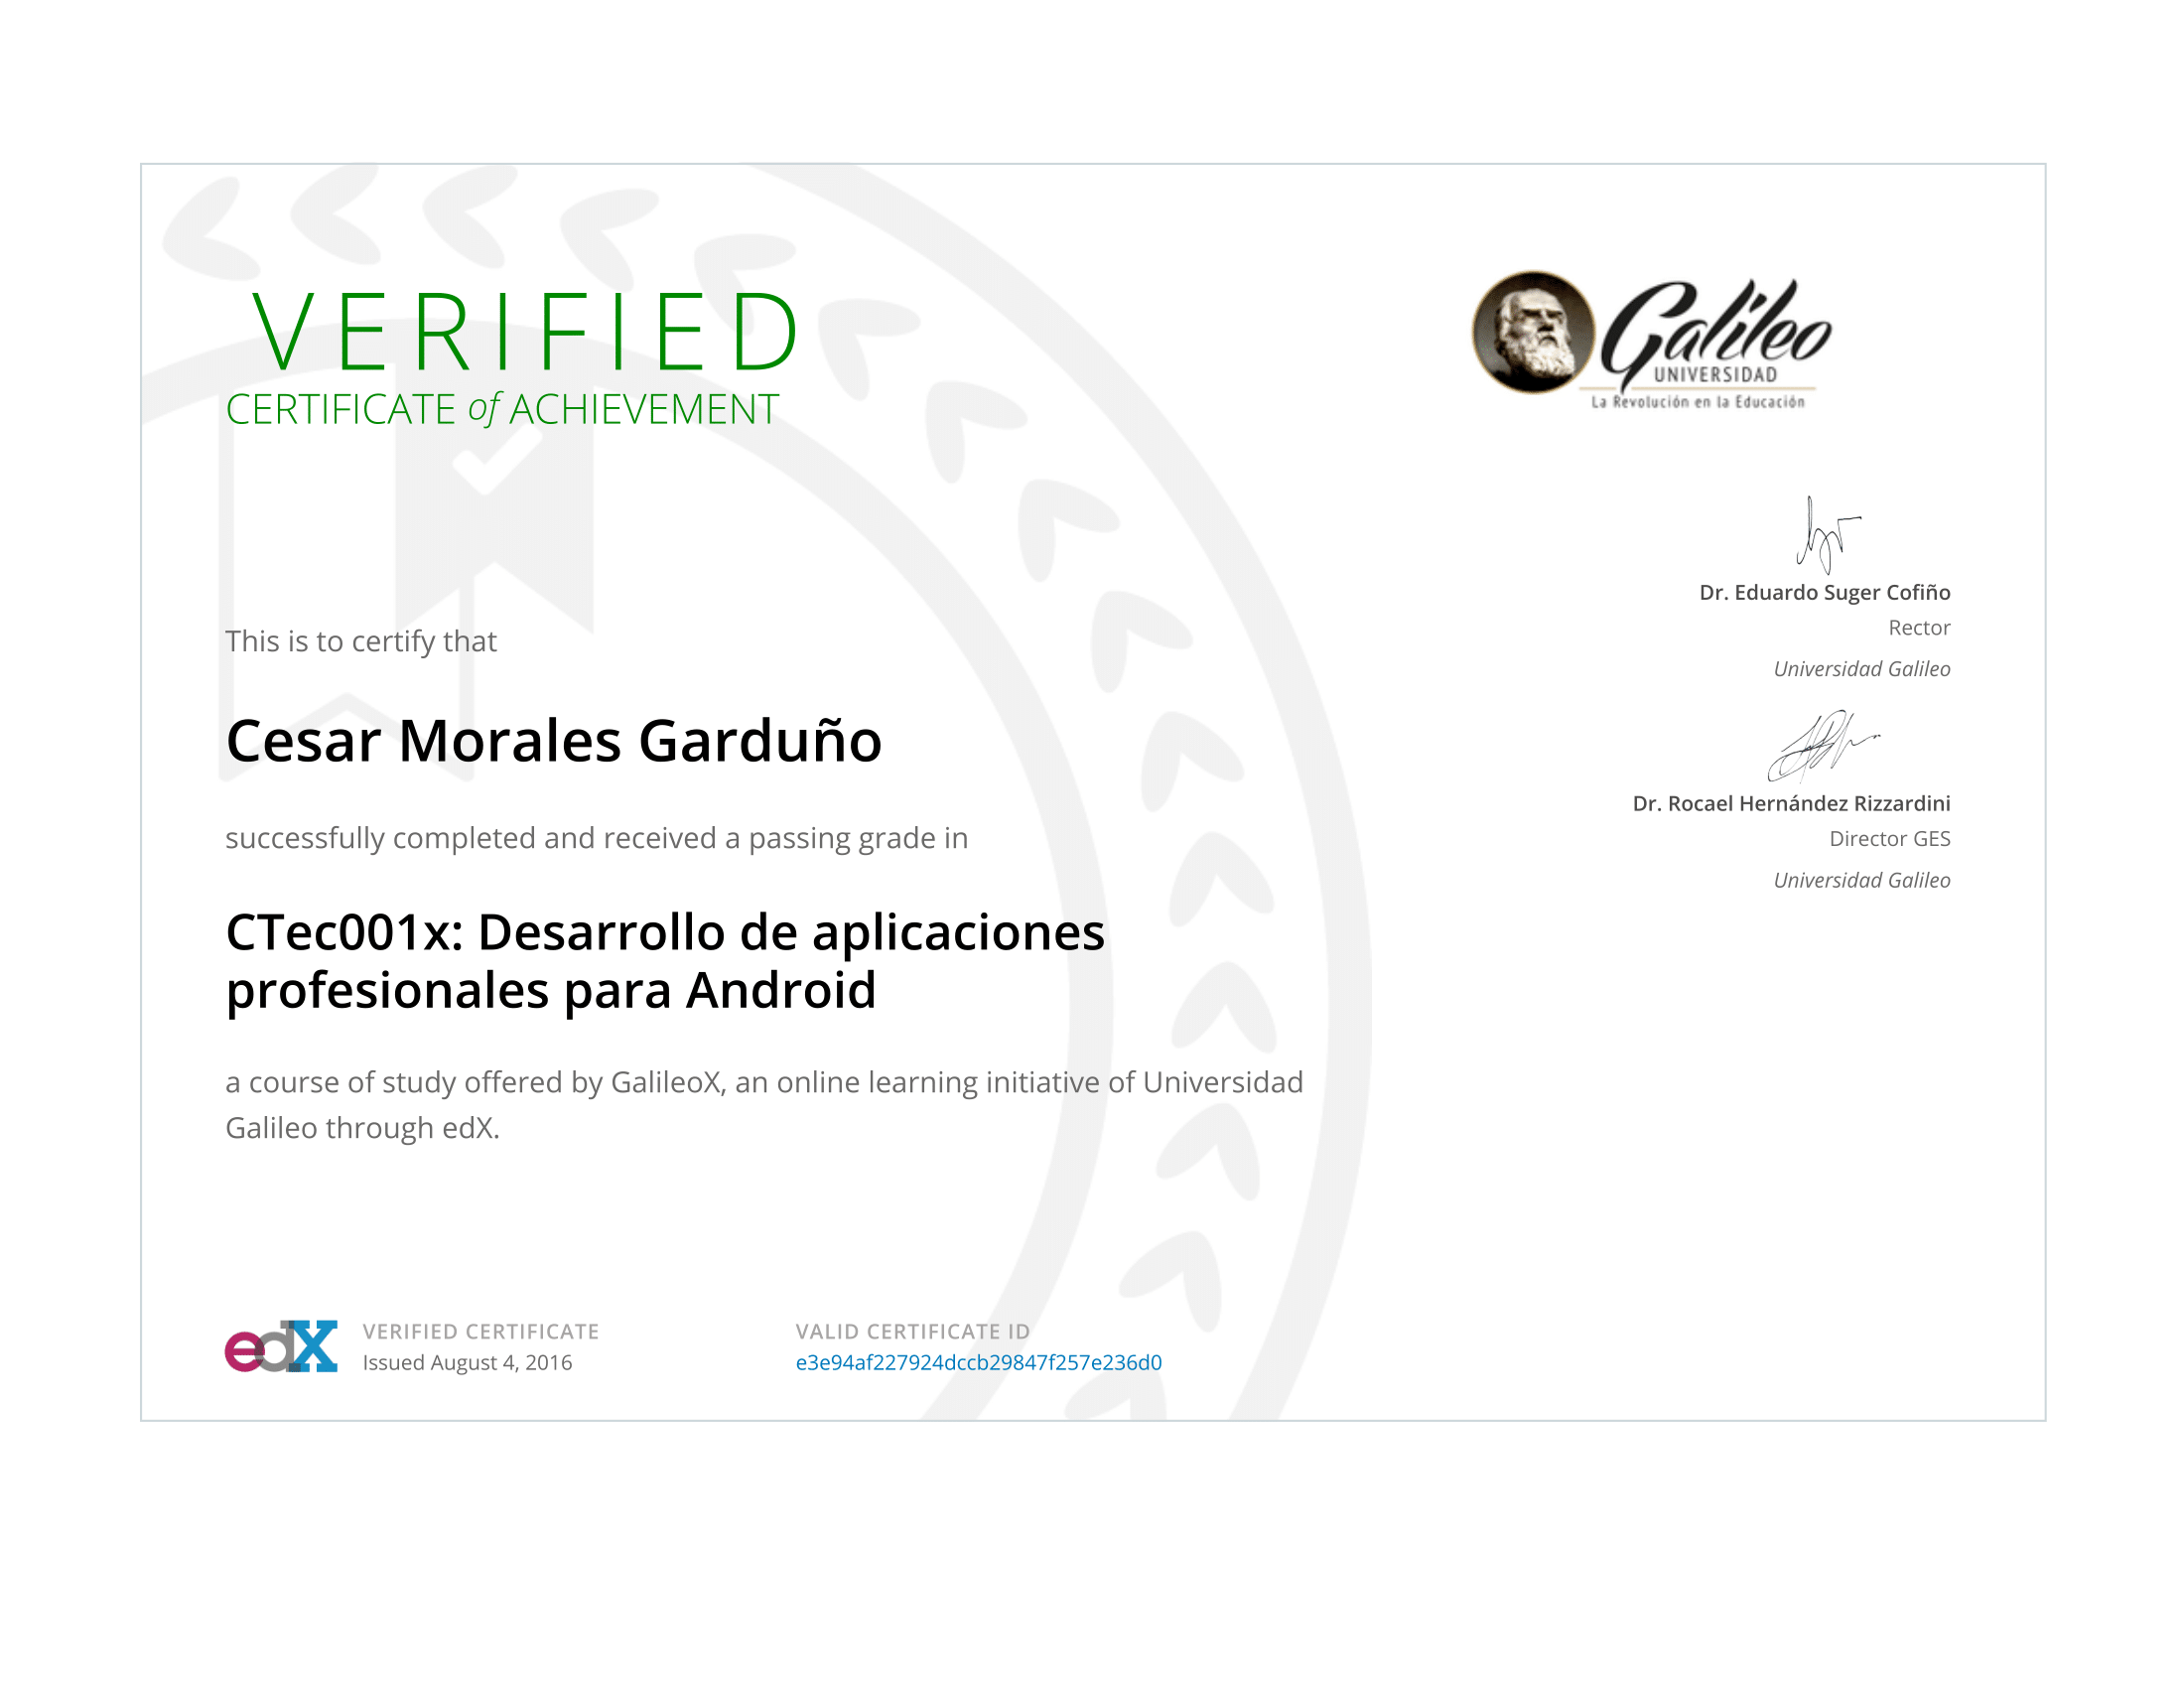 VERIFIED
CERTIFICATE of ACHIEVEMENT
This is to certify that
Cesar Morales Garduño
successfully completed and received a passing grade in
CTec001x: Desarrollo de aplicaciones
profesionales para Android
a course of study offered by GalileoX, an online learning initiative of Universidad
Galileo through edX.
Galileo
UNIVERSIDAD
La Revolución en la Educación
Dr. Eduardo Suger Cofiño
Rector
Universidad Galileo
Dr. Rocael Hernández Rizzardini
Director GES
Universidad Galileo
edX
VERIFIED CERTIFICATE
Issued August 4, 2016
VALID CERTIFICATE ID
e3e94af227924dccb29847f257e236d0